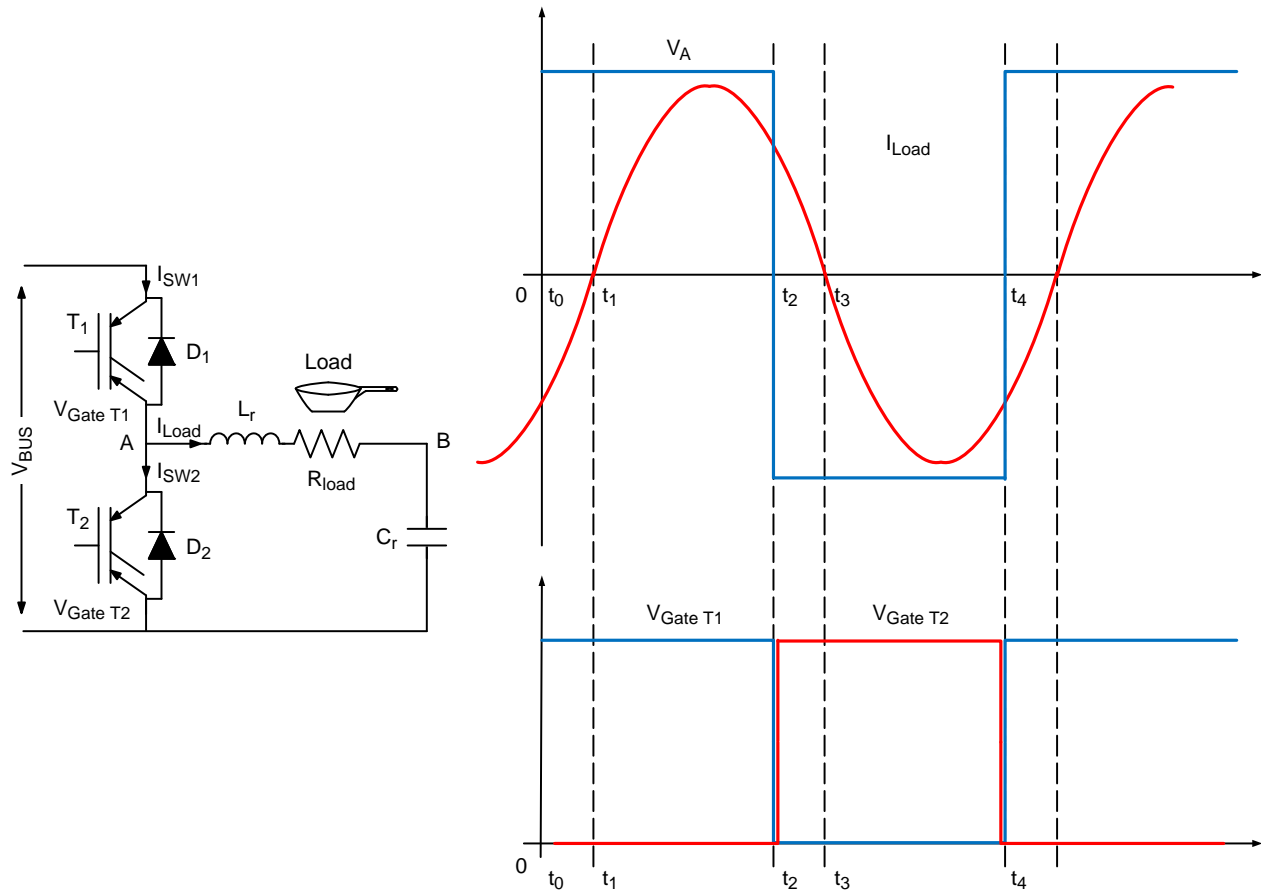 V_A
I_Load
0 t_0 t_1 t_2 t_3 t_4
I_SW1
T_1
D_1
V_Gate T1
Load
L_r
I_Load
A
B
V_BUS
I_SW2
R_load
T_2
D_2
C_r
V_Gate T2
V_Gate T1 V_Gate T2
0
t_0 t_1 t_2 t_3 t_4